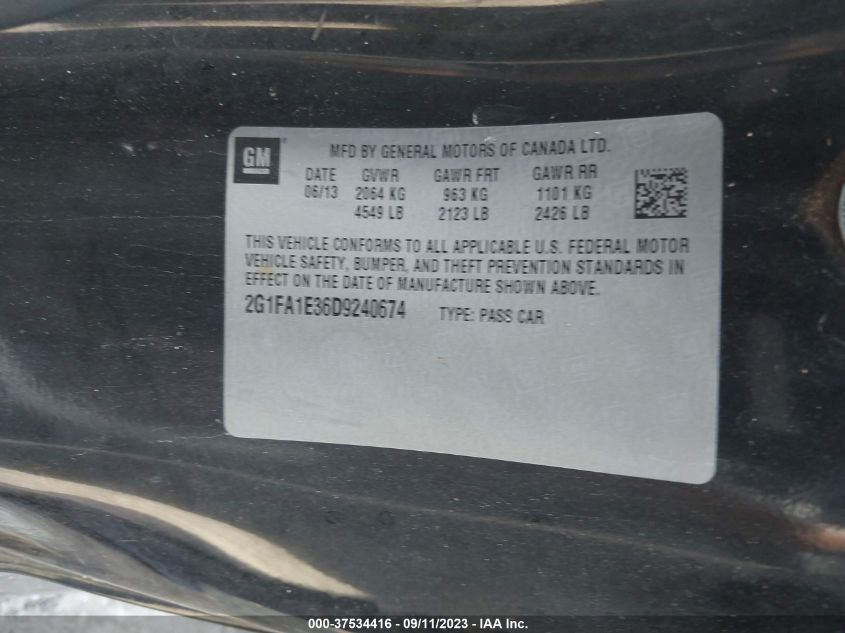 GM ®
MFD BY GENERAL MOTORS OF CANADA LTD.
DATE GVWR GAWR FRT GAWR RR
06/13 2064 KG 963 KG 1101 KG
4549 LB 2123 LB 2426 LB
THIS VEHICLE CONFORMS TO ALL APPLICABLE U.S. FEDERAL MOTOR
VEHICLE SAFETY, BUMPER, AND THEFT PREVENTION STANDARDS IN
EFFECT ON THE DATE OF MANUFACTURE SHOWN ABOVE.
2G1FA1E36D9240674 TYPE: PASS CAR
000-37534416 - 09/11/2023 - IAA Inc.